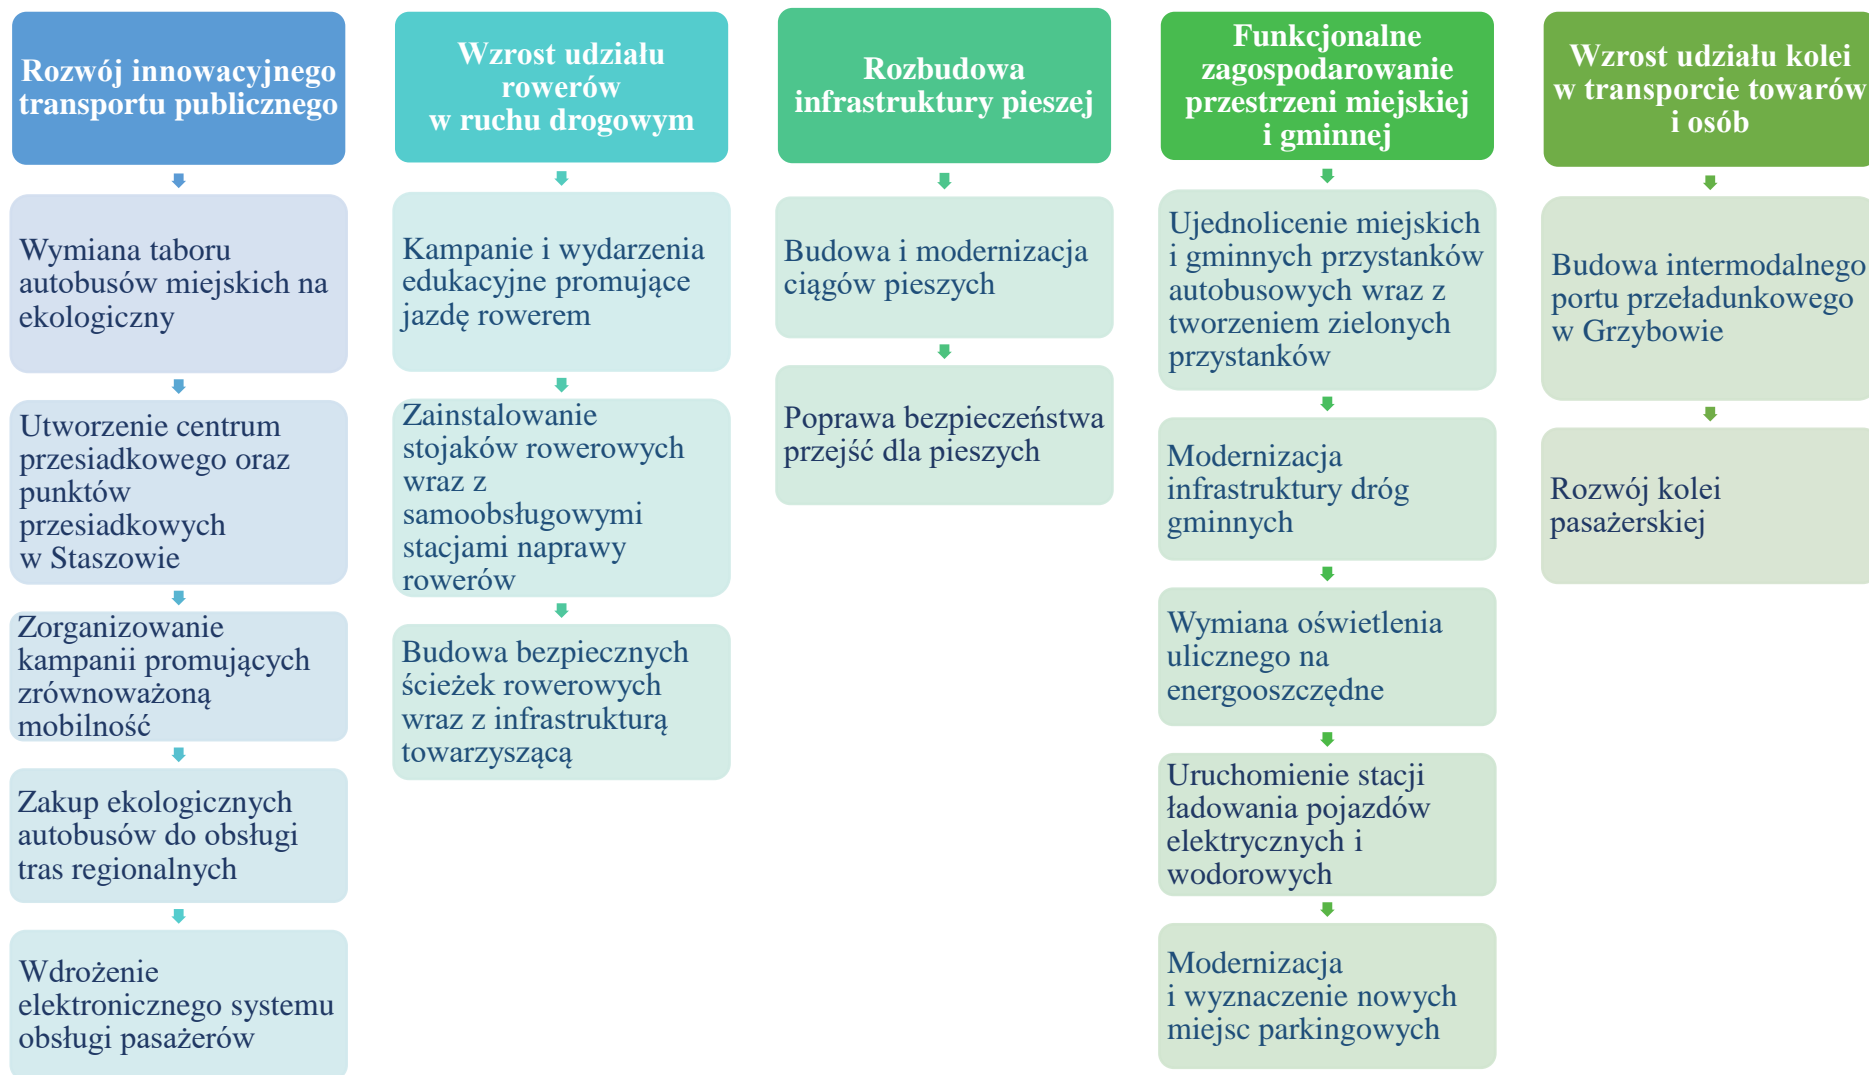 Rozwój innowacyjnego
transportu publicznego
Wymiana taboru
autobusów miejskich na
ekologiczny
Utworzenie centrum
przesiadkowego oraz
punktów
przesiadkowych
w Staszowie
Zorganizowanie
kampanii promujących
zrównoważoną
mobilność
Zakup ekologicznych
autobusów do obsługi
tras regionalnych
Wdrożenie
elektronicznego systemu
obsługi pasażerów
Wzrost udziału
rowerów
w ruchu drogowym
Kampanie i wydarzenia
edukacyjne promujące
jazdę rowerem
Zainstalowanie
stojaków rowerowych
wraz z
samoobsługowymi
stacjami naprawy
rowerów
Budowa bezpiecznych
ścieżek rowerowych
wraz z infrastrukturą
towarzyszącą
Rozbudowa
infrastruktury pieszej
Budowa i modernizacja
ciągów pieszych
Poprawa bezpieczeństwa
przejść dla pieszych
Funkcjonalne
zagospodarowanie
przestrzeni miejskiej
i gminnej
Ujednolicenie miejskich
i gminnych przystanków
autobusowych wraz z
tworzeniem zielonych
przystanków
Modernizacja
infrastruktury dróg
gminnych
Wymiana oświetlenia
ulicznego na
energooszczędne
Uruchomienie stacji
ładowania pojazdów
elektrycznych i
wodorowych
Modernizacja
i wyznaczenie nowych
miejsc parkingowych
Wzrost udziału kolei
w transporcie towarów
i osób
Budowa intermodalnego
portu przeładunkowego
w Grzybowie
Rozwój kolei
pasażerskiej